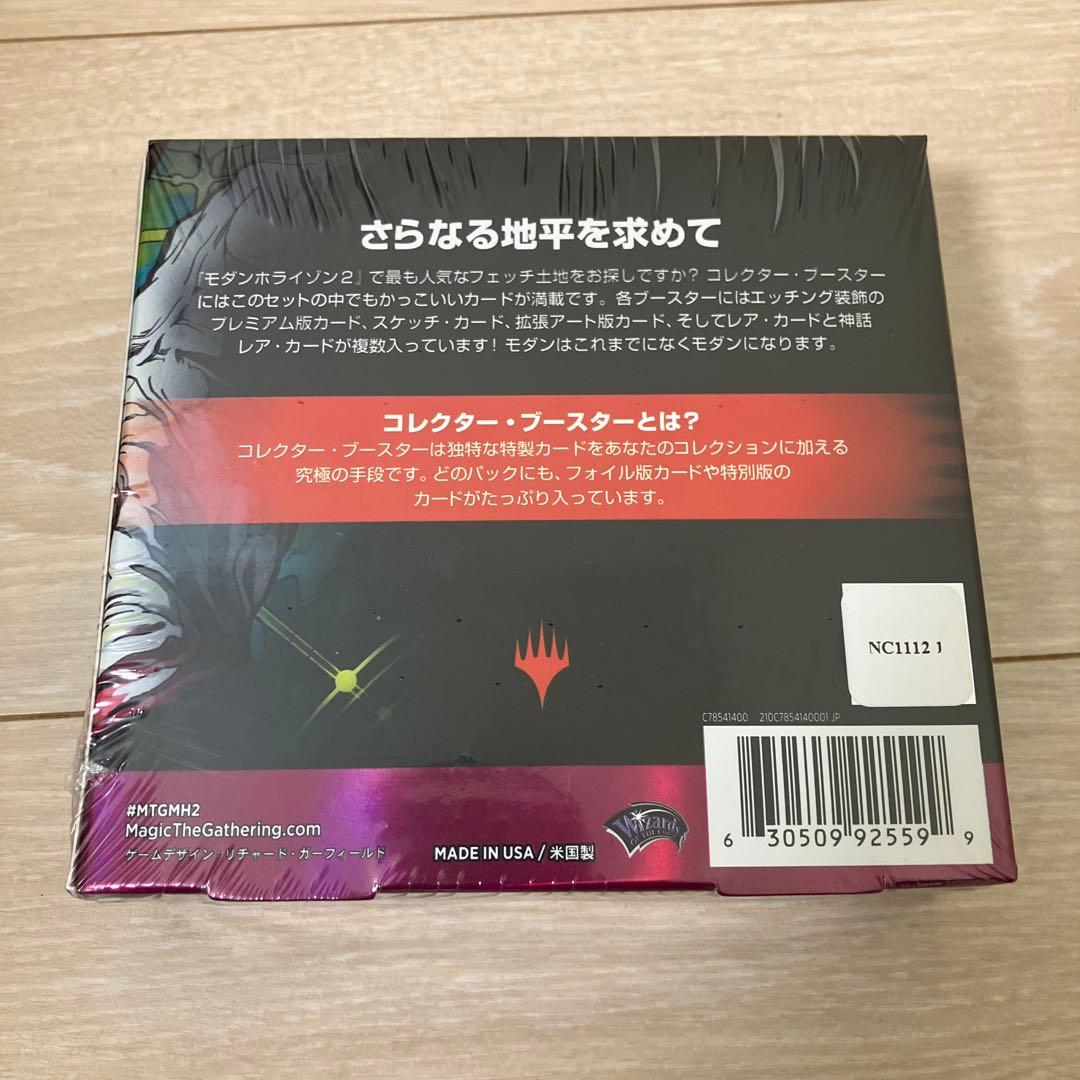 さらなる地平を求めて
『モダンホライゾン2』で最も人気なフェッチ土地をお探しですか? コレクター・ブースター
にはこのセットの中でもかっこいいカードが満載です。各ブースターにはエッチング装飾の
プレミアム版カード、スケッチ・カード、拡張アート版カード、そしてレア・カードと神話
レア・カードが複数入っています! モダンはこれまでになくモダンになります。
コレクター・ブースターとは?
コレクター・ブースターは独特な特製カードをあなたのコレクションに加える
究極の手段です。どのパックにも、フォイル版カードや特別版の
カードがたっぷり入っています。
NC1112 J
C78541400 210C7854140001 JP
#MTGMH2
MagicTheGathering.com
ゲームデザイン:リチャード・ガーフィールド
MADE IN USA / 米国製
Wizards
OF THE COAST
6 30509 92559 9